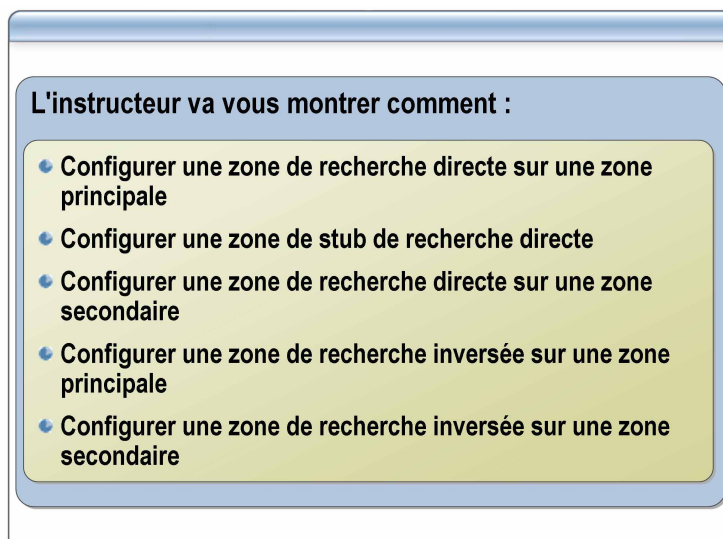 L'instructeur va vous montrer comment :
Configurer une zone de recherche directe sur une zone
principale
Configurer une zone de stub de recherche directe
Configurer une zone de recherche directe sur une zone
secondaire
Configurer une zone de recherche inversée sur une zone
principale
Configurer une zone de recherche inversée sur une zone
secondaire